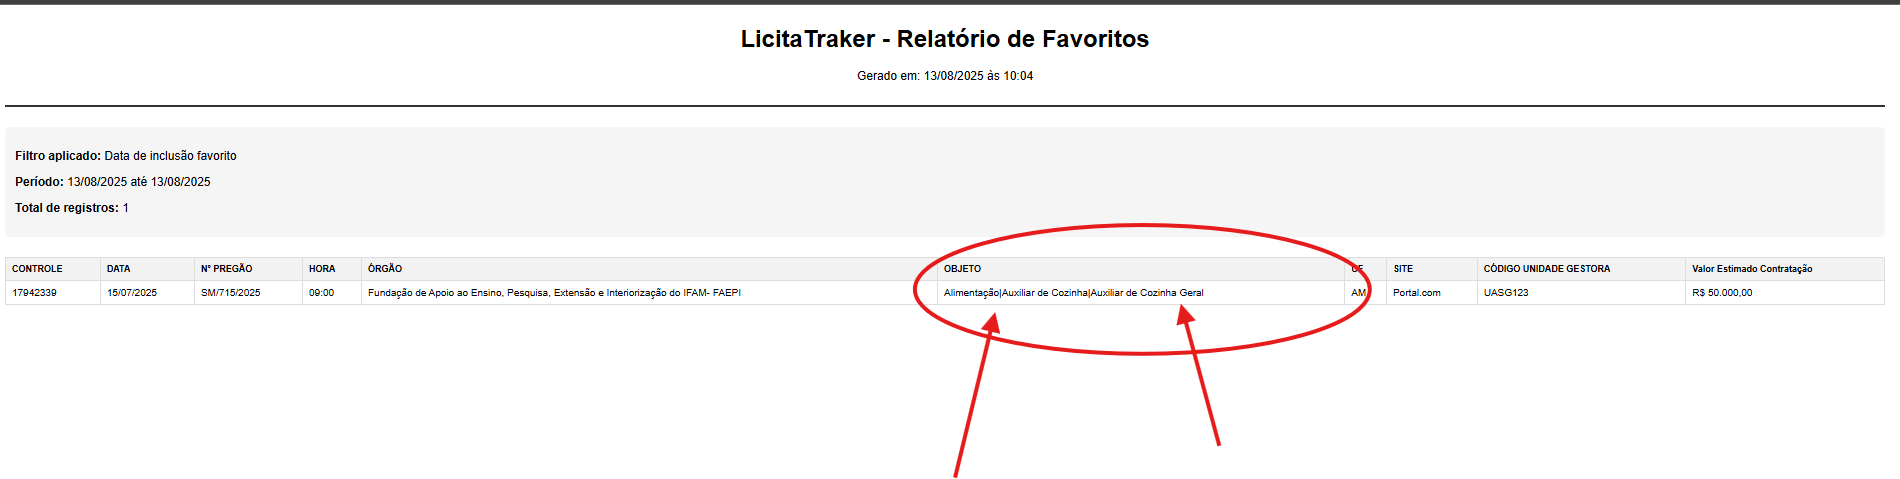 LicitaTraker - Relatório de Favoritos
Gerado em: 13/08/2025 às 10:04
Filtro aplicado: Data de inclusão favorito
Período: 13/08/2025 até 13/08/2025
Total de registros: 1
CONTROLE DATA Nº PREGÃO HORA ÓRGÃO OBJETO UF SITE CÓDIGO UNIDADE GESTORA Valor Estimado Contratação
17942339 15/07/2025 SM/715/2025 09:00 Fundação de Apoio ao Ensino, Pesquisa, Extensão e Interiorização do IFAM- FAEPI Alimentação|Auxiliar de Cozinha|Auxiliar de Cozinha Geral AM Portal.com UASG123 R$ 50.000,00